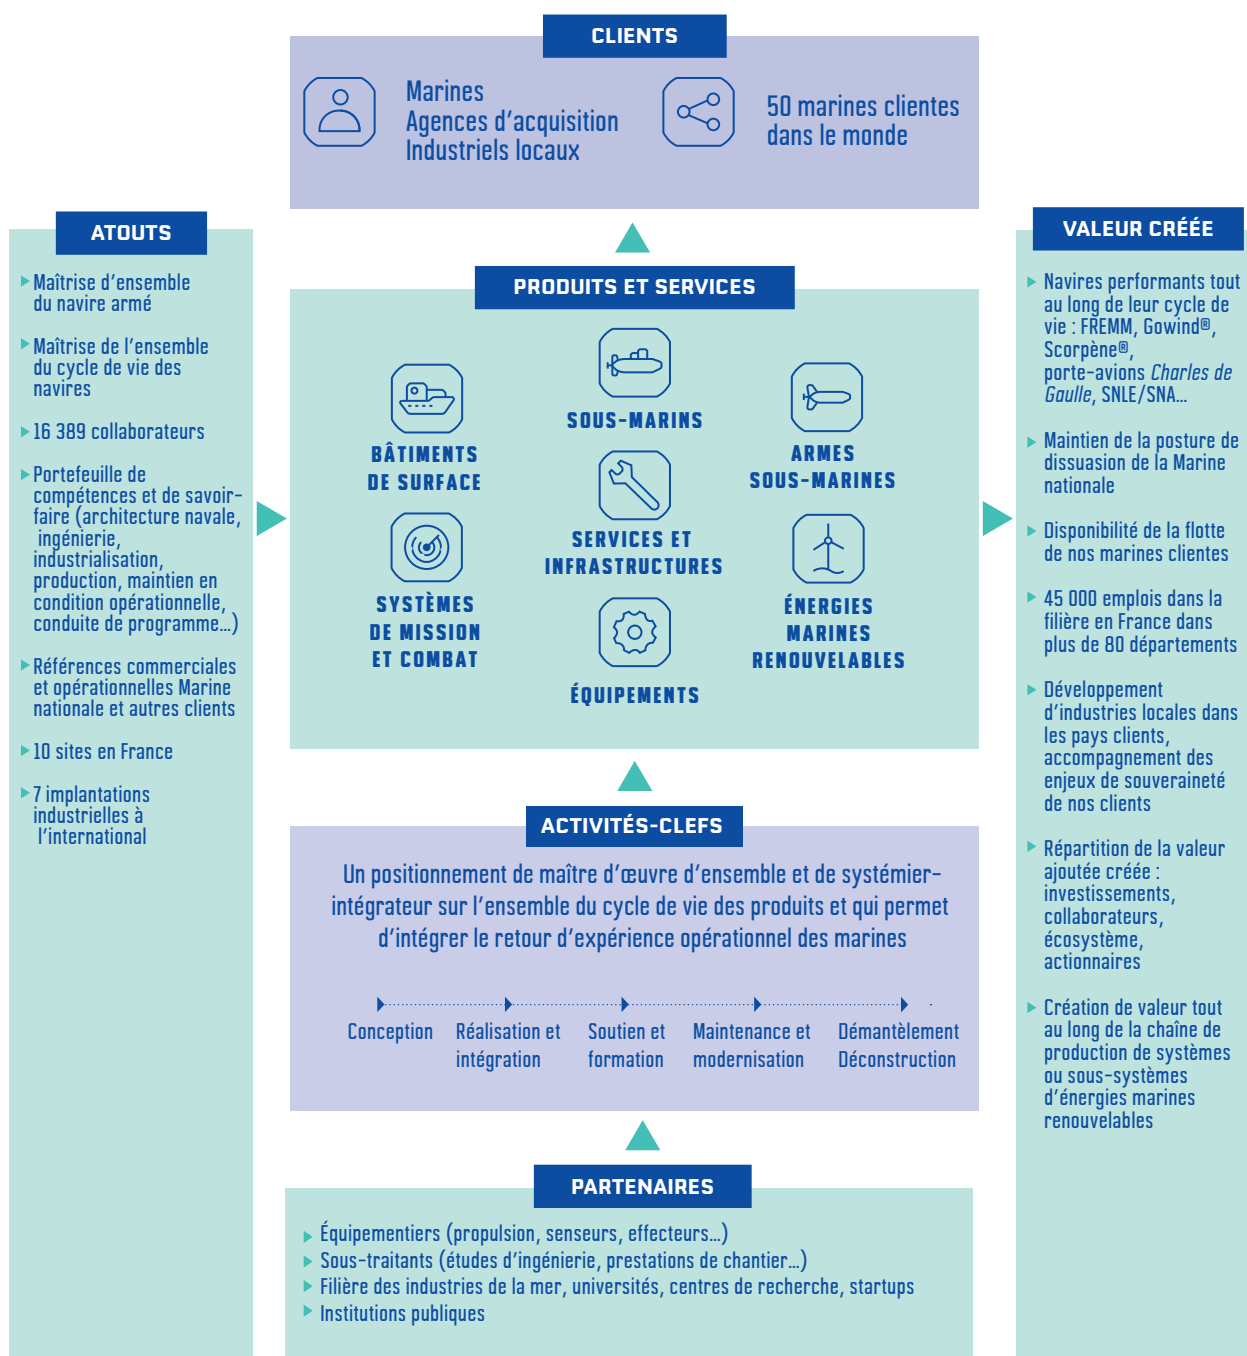 CLIENTS
Marines
Agences d'acquisition
Industriels locaux
50 marines clientes
dans le monde
ATOUTS
Maîtrise d'ensemble
du navire armé
Maîtrise de l'ensemble
du cycle de vie des
navires
16 389 collaborateurs
Portefeuille de
compétences et de savoir-
faire (architecture navale,
ingénierie,
industrialisation,
production, maintien en
condition opérationnelle,
conduite de programme…)
Références commerciales
et opérationnelles Marine
nationale et autres clients
10 sites en France
7 implantations
industrielles à
l'international
PRODUITS ET SERVICES
BÂTIMENTS
DE SURFACE
SOUS-MARINS
ARMES
SOUS-MARINES
SYSTÈMES
DE MISSION
ET COMBAT
SERVICES ET
INFRASTRUCTURES
ÉNERGIES
MARINES
RENOUVELABLES
ÉQUIPEMENTS
ACTIVITÉS-CLEFS
Un positionnement de maître d'œuvre d'ensemble et de systémier-
intégrateur sur l'ensemble du cycle de vie des produits et qui permet
d'intégrer le retour d'expérience opérationnel des marines
Conception
Réalisation et
intégration
Soutien et
formation
Maintenance et
modernisation
Démantèlement
Déconstruction
PARTENAIRES
Équipementiers (propulsion, senseurs, effecteurs…)
Sous-traitants (études d'ingénierie, prestations de chantier…)
Filière des industries de la mer, universités, centres de recherche, startups
Institutions publiques
VALEUR CRÉÉE
Navires performants tout
au long de leur cycle de
vie : FREMM, Gowind®,
Scorpène®,
porte-avions Charles de
Gaulle, SNLE/SNA…
Maintien de la posture de
dissuasion de la Marine
nationale
Disponibilité de la flotte
de nos marines clientes
45 000 emplois dans la
filière en France dans
plus de 80 départements
Développement
d'industries locales dans
les pays clients,
accompagnement des
enjeux de souveraineté
de nos clients
Répartition de la valeur
ajoutée créée :
investissements,
collaborateurs,
écosystème,
actionnaires
Création de valeur tout
au long de la chaîne de
production de systèmes
ou sous-systèmes
d'énergies marines
renouvelables